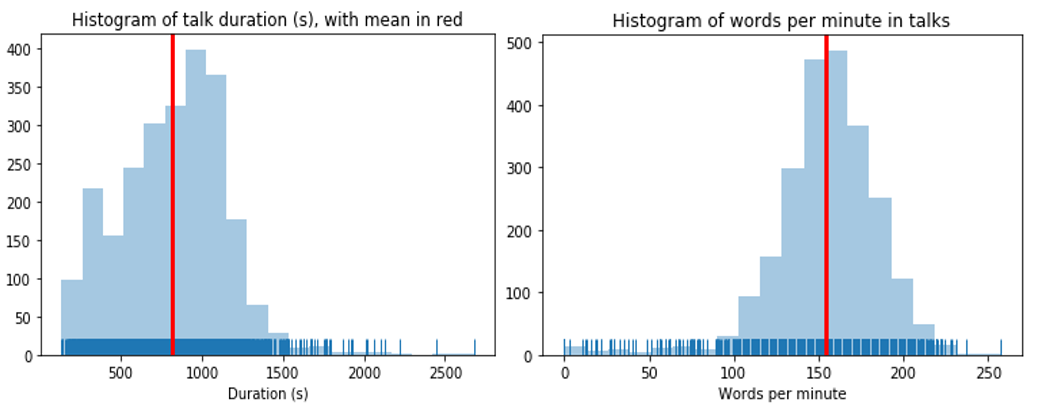 Histogram of talk duration (s), with mean in red
400
350
300
250
200
150
100
50
0
500 1000 1500 2000 2500
Duration (s)
Histogram of words per minute in talks
500
400
300
200
100
0
0 50 100 150 200 250
Words per minute